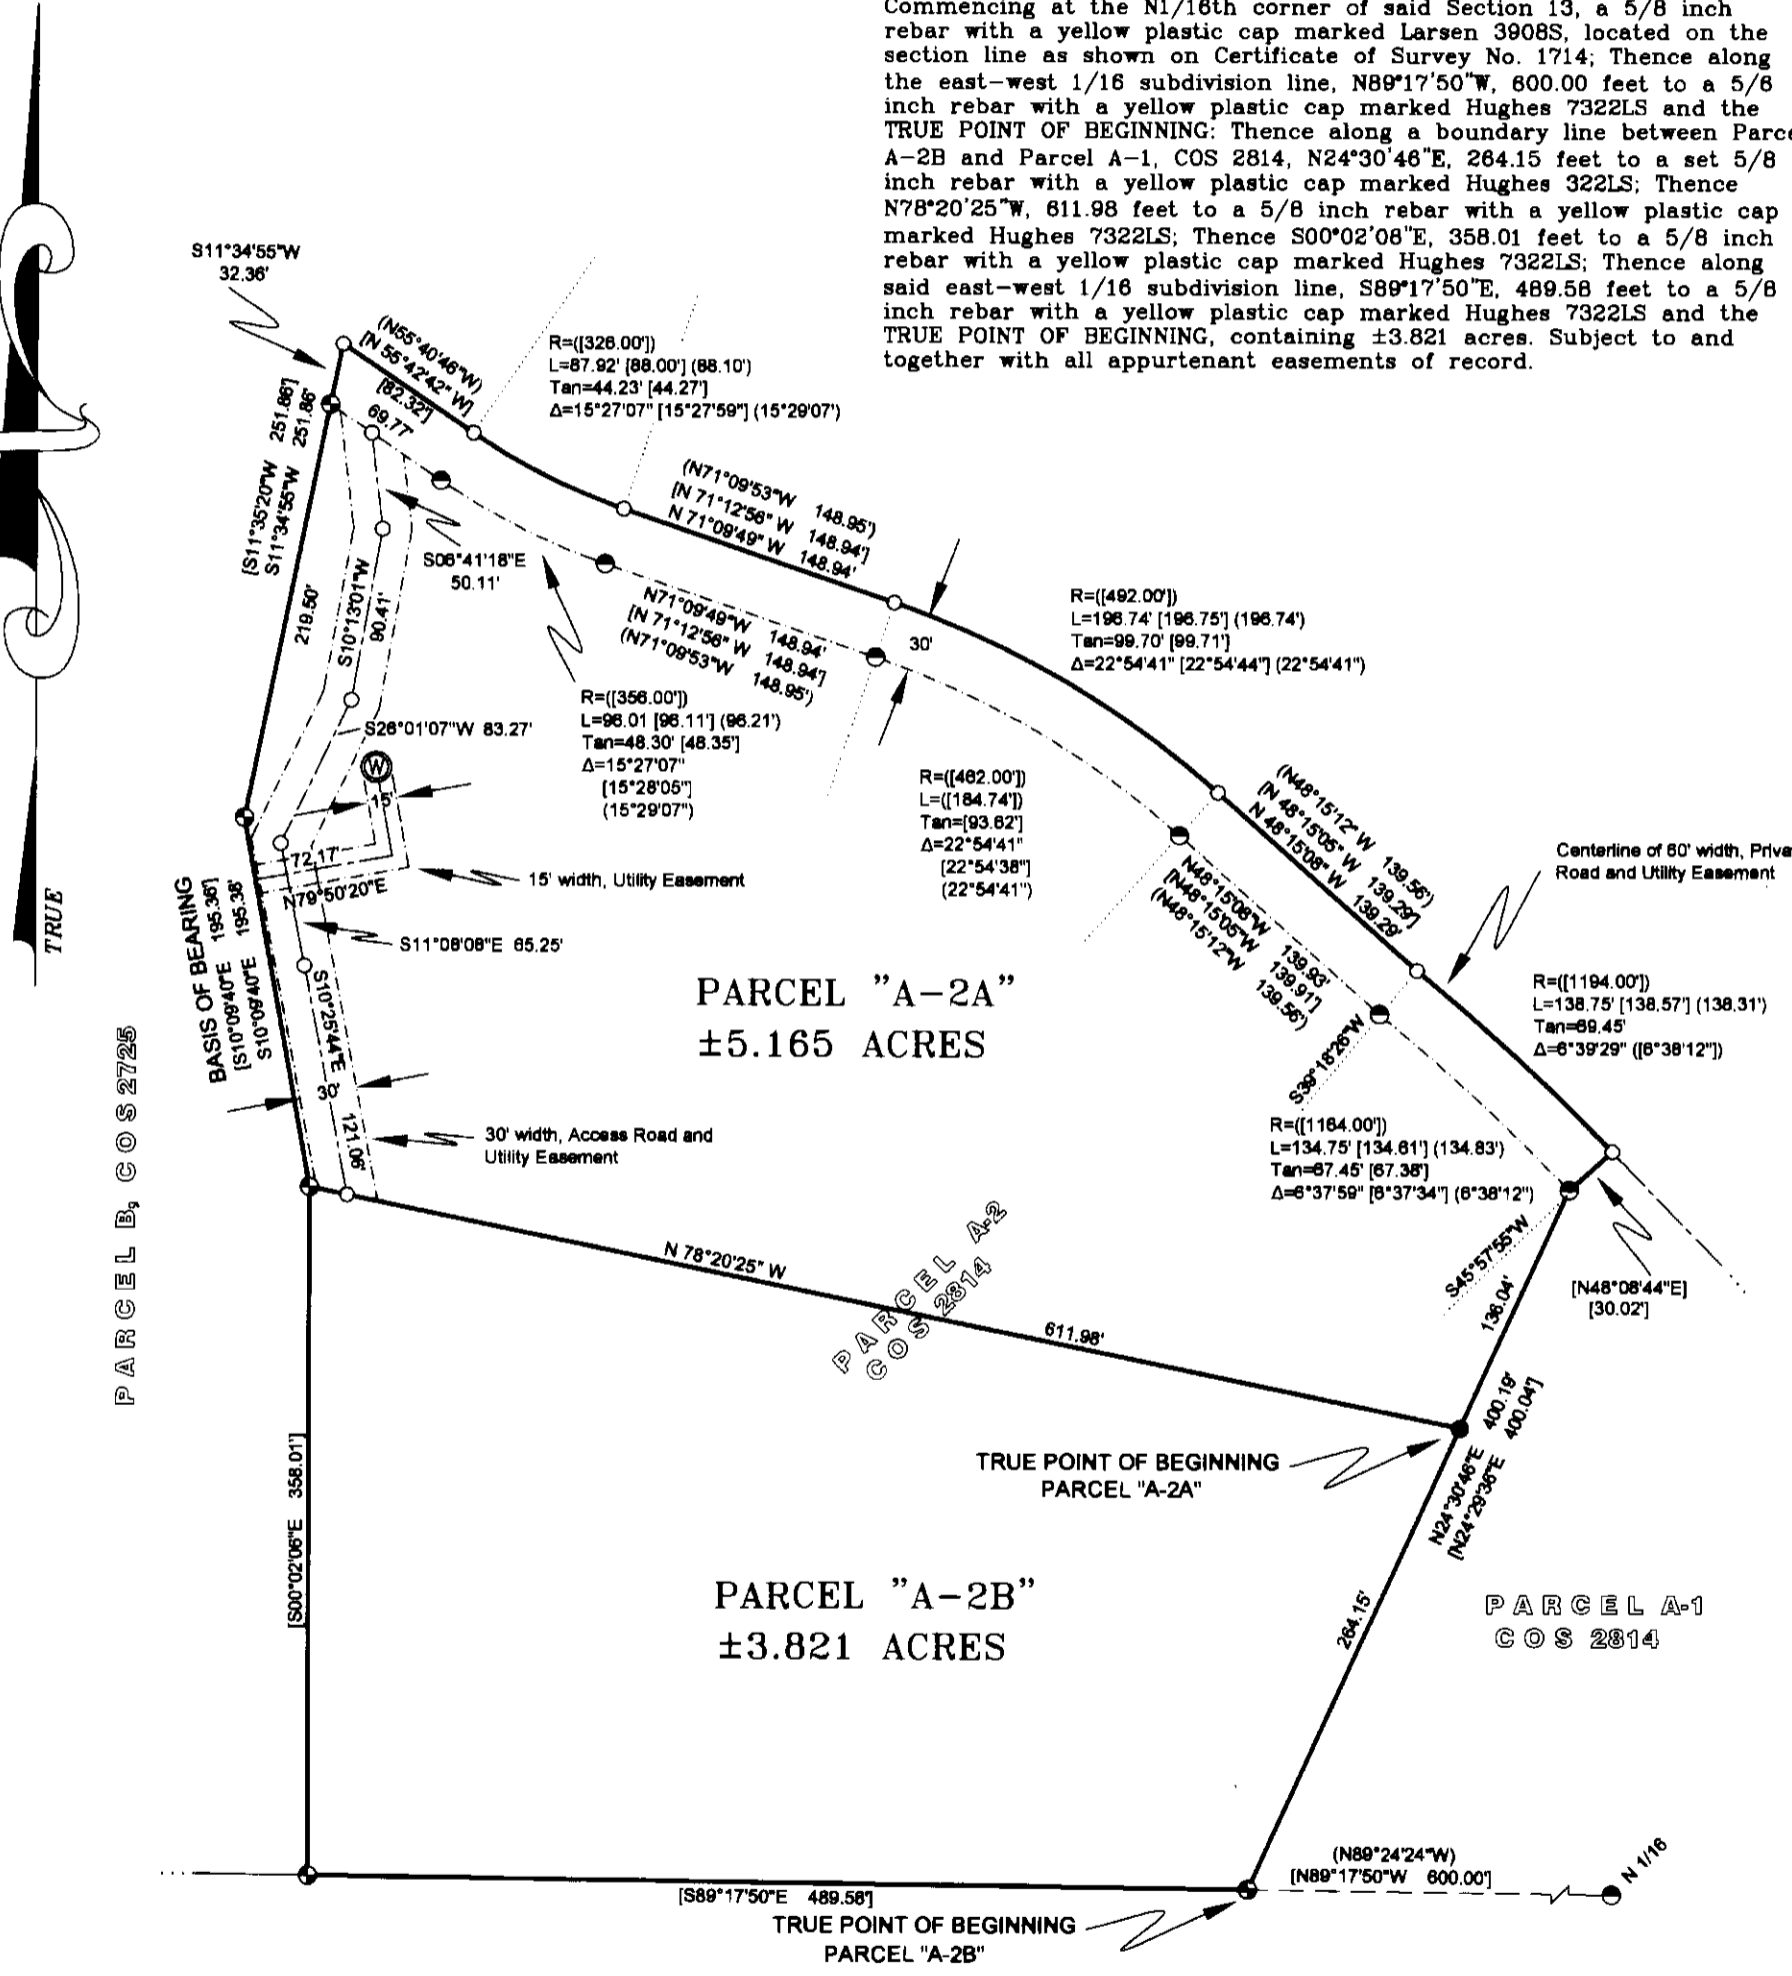 Commencing at the N1/16th corner of said Section 13, a 5/8 inch
rebar with a yellow plastic cap marked Larsen 3908S, located on the
section line as shown on Certificate of Survey No. 1714; Thence along
the east-west 1/16 subdivision line, N89°17'50"W, 600.00 feet to a 5/8
inch rebar with a yellow plastic cap marked Hughes 7322LS and the
TRUE POINT OF BEGINNING: Thence along a boundary line between Parce
A-2B and Parcel A-1, COS 2814, N24°30'46"E, 264.15 feet to a set 5/8
inch rebar with a yellow plastic cap marked Hughes 322LS; Thence
N78°20'25"W, 611.98 feet to a 5/8 inch rebar with a yellow plastic cap
marked Hughes 7322LS; Thence S00°02'06"E, 358.01 feet to a 5/8 inch
rebar with a yellow plastic cap marked Hughes 7322LS; Thence along
said east-west 1/16 subdivision line, S89°17'50"E, 489.58 feet to a 5/8
inch rebar with a yellow plastic cap marked Hughes 7322LS and the
TRUE POINT OF BEGINNING, containing ±3.821 acres. Subject to and
together with all appurtenant easements of record.
S11°34'55"W
32.36'
(N55°40'46"W)
[N 55°42'42" W]
[82.32']
69.77'
R=([326.00'])
L=87.92' [88.00'] (88.10')
Tan=44.23' [44.27']
Δ=15°27'07" [15°27'59"] (15°29'07")
[S11°35'20"W 251.86']
S11°34'55"W 251.86'
219.50'
(N71°09'53"W 148.95')
[N 71°12'56" W 148.94']
N 71°09'49" W 148.94'
S06°41'18"E
50.11'
S10°13'01"W
90.41'
N71°09'49"W 148.94'
[N 71°12'56" W 148.94']
(N71°09'53"W 148.95')
30'
R=([492.00'])
L=196.74' [196.75'] (196.74')
Tan=99.70' [99.71']
Δ=22°54'41" [22°54'44"] (22°54'41")
R=([356.00'])
L=96.01 [96.11'] (96.21')
Tan=48.30' [48.35']
Δ=15°27'07"
[15°28'05"]
(15°29'07")
S26°01'07"W 83.27'
W
15'
R=([462.00'])
L=([184.74'])
Tan=[93.62']
Δ=22°54'41"
[22°54'38"]
(22°54'41")
(N48°15'12" W 139.56')
[N 48°15'05" W 139.29']
N 48°15'08" W 139.29'
Centerline of 60' width, Priva
Road and Utility Easement
72.17'
N79°50'20"E
15' width, Utility Easement
N48°15'08"W 139.93'
[N48°15'05"W 139.91']
(N48°15'12"W 139.56')
TRUE
BASIS OF BEARING
[S10°09'40"E 195.36']
S10°09'40"E 195.38'
S11°08'08"E 65.25'
PARCEL "A-2A"
±5.165 ACRES
R=([1194.00'])
L=138.75' [138.57'] (138.31')
Tan=69.45'
Δ=6°39'29" ([6°38'12"])
S39°18'26"W
S10°25'44"E
121.06'
30'
30' width, Access Road and
Utility Easement
PARCEL B, COS 2725
R=([1164.00'])
L=134.75' [134.61'] (134.83')
Tan=67.45' [67.38']
Δ=6°37'59" [6°37'34"] (6°38'12")
S45°57'55"W
136.04'
[N48°08'44"E]
[30.02']
N 78°20'25" W
611.98'
PARCEL A-2
COS 2814
N24°30'46"E 400.19'
[N24°29'36"E 400.04']
TRUE POINT OF BEGINNING
PARCEL "A-2A"
[S00°02'06"E 358.01']
PARCEL "A-2B"
±3.821 ACRES
264.15'
PARCEL A-1
COS 2814
(N89°24'24"W)
[N89°17'50"W 600.00']
N 1/16
[S89°17'50"E 489.58']
TRUE POINT OF BEGINNING
PARCEL "A-2B"